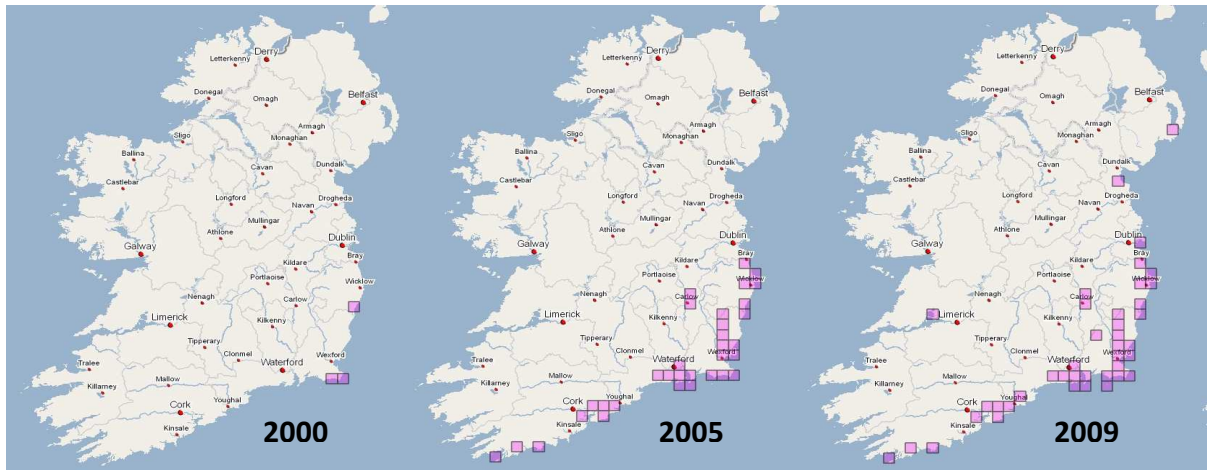 Derry
Letterkenny
Donegal
Omagh
Belfast
Armagh
Sligo
Monaghan
Ballina
Dundalk
Cavan
Castlebar
Longford
Drogheda
Navan
Mullingar
Athlone
Dublin
Galway
Bray
Kildare
Portlaoise
Wicklow
Nenagh
Carlow
Limerick
Kilkenny
Tipperary
Clonmel
Wexford
Tralee
Waterford
Killarney
Mallow
Youghal
Cork
Kinsale
2000
Derry
Letterkenny
Donegal
Omagh
Belfast
Armagh
Sligo
Monaghan
Ballina
Dundalk
Cavan
Castlebar
Longford
Drogheda
Navan
Mullingar
Athlone
Dublin
Galway
Bray
Kildare
Portlaoise
Wicklow
Nenagh
Carlow
Limerick
Kilkenny
Tipperary
Clonmel
Wexford
Tralee
Waterford
Killarney
Mallow
Youghal
Cork
Kinsale
2005
Derry
Letterkenny
Donegal
Omagh
Belfast
Armagh
Sligo
Monaghan
Ballina
Dundalk
Cavan
Castlebar
Longford
Drogheda
Navan
Mullingar
Athlone
Dublin
Galway
Bray
Kildare
Portlaoise
Wicklow
Nenagh
Carlow
Limerick
Kilkenny
Tipperary
Clonmel
Wexford
Tralee
Waterford
Killarney
Mallow
Youghal
Cork
Kinsale
2009